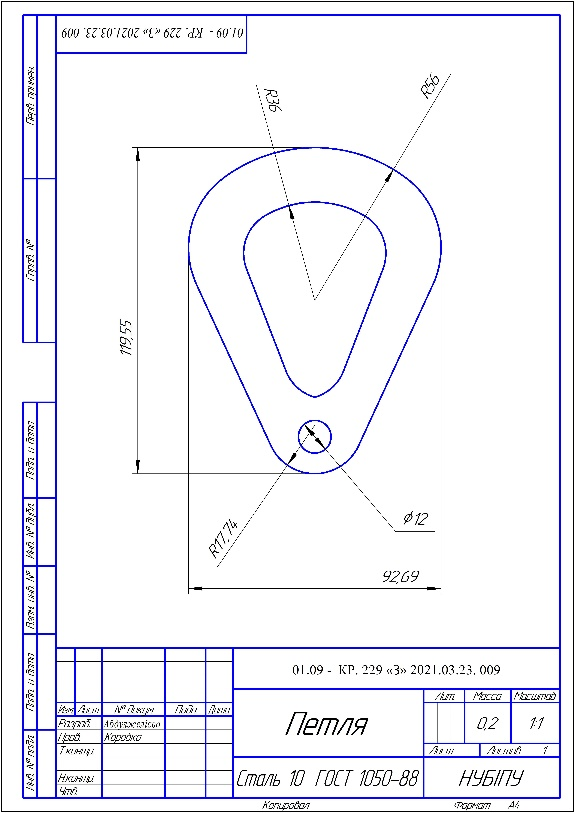 01.09 - КР. 229 «З» 2021.03.23. 009
Перв. примен.
Справ. №
Подп. и дата
Инв. № дубл.
Взам. инв. №
Подп. и дата
Инв. № подл.
R36
R56
119,55
R17,74
Ø12
92,69
01.09 - КР. 229 «З» 2021.03.23. 009
Изм. Лист № Докум. Подп. Дата
Разраб.
Пров. Коробко
Т.контр.
Н.контр.
Утв.
Петля
Лит. Масса Масштаб
0,2 1:1
Лист Листов 1
Сталь 10 ГОСТ 1050-88
НУБІПУ
Копировал Формат А4